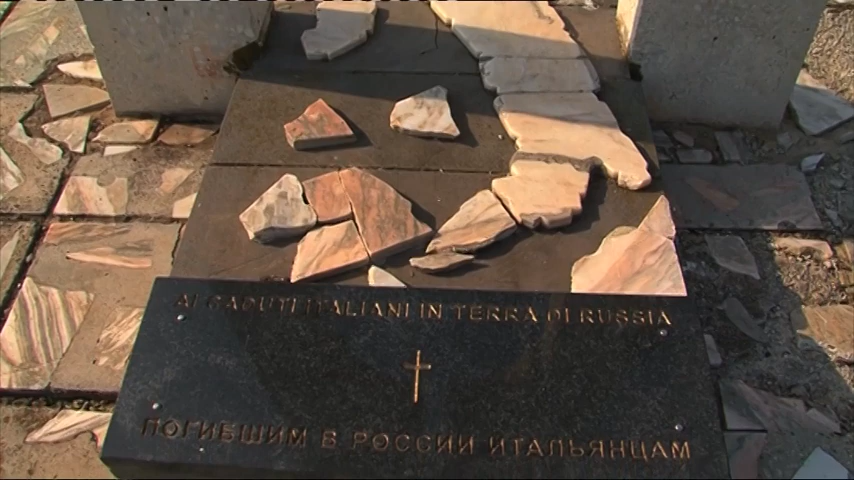 AI CADUTI ITALIANI IN TERRA DI RUSSIA
ПОГИБШИМ В РОССИИ ИТАЛЬЯНЦАМ